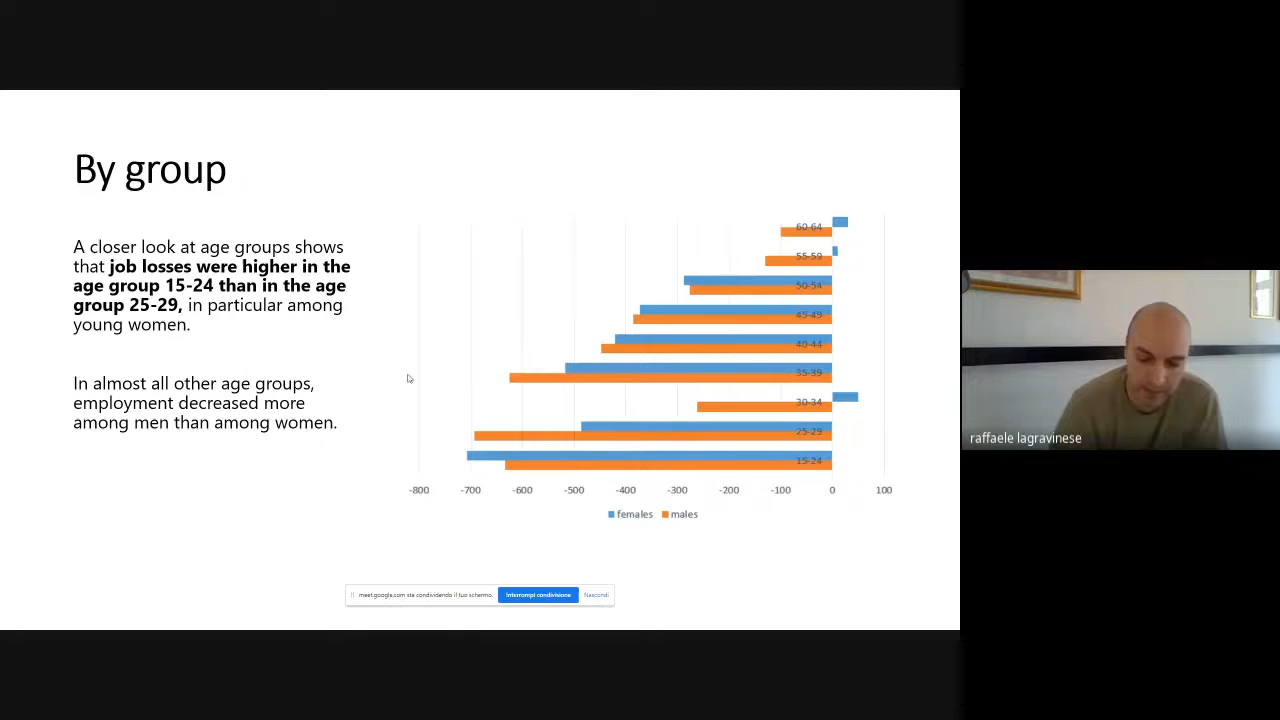 By group
A closer look at age groups shows
that job losses were higher in the
age group 15-24 than in the age
group 25-29, in particular among
young women.
In almost all other age groups,
employment decreased more
among men than among women.
60-64
55-59
50-54
45-49
40-44
35-39
30-34
25-29
15-24
-800 -700 -600 -500 -400 -300 -200 -100 0 100
females males
meet.google.com sta condividendo il tuo schermo. Interrompi condivisione Nascondi
raffaele lagravinese